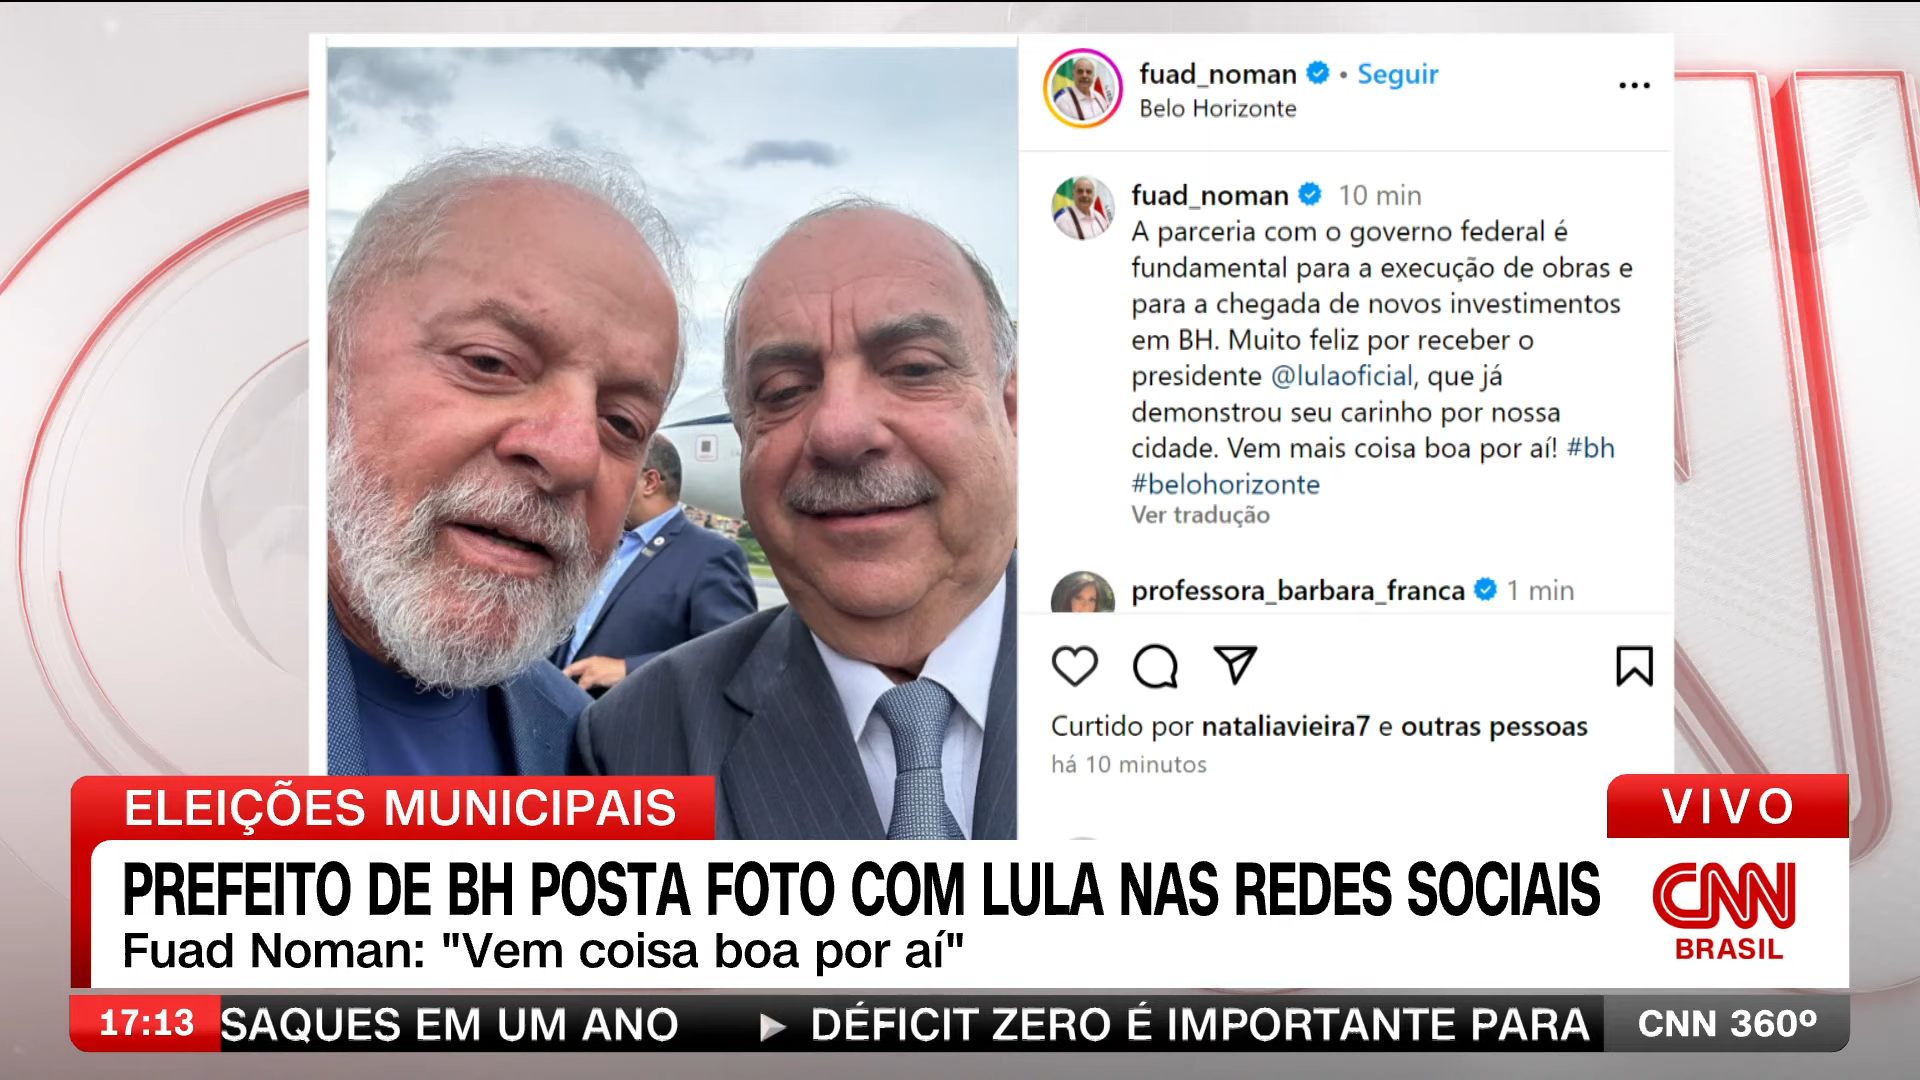 fuad_noman • Seguir
Belo Horizonte
fuad_noman 10 min
A parceria com o governo federal é
fundamental para a execução de obras e
para a chegada de novos investimentos
em BH. Muito feliz por receber o
presidente @lulaoficial, que já
demonstrou seu carinho por nossa
cidade. Vem mais coisa boa por aí! #bh
#belohorizonte
Ver tradução
professora_barbara_franca 1 min
Curtido por nataliavieira7 e outras pessoas
há 10 minutos
ELEIÇÕES MUNICIPAIS
VIVO
PREFEITO DE BH POSTA FOTO COM LULA NAS REDES SOCIAIS
Fuad Noman: "Vem coisa boa por aí"
CNN
BRASIL
17:13 SAQUES EM UM ANO DÉFICIT ZERO É IMPORTANTE PARA CNN 360º